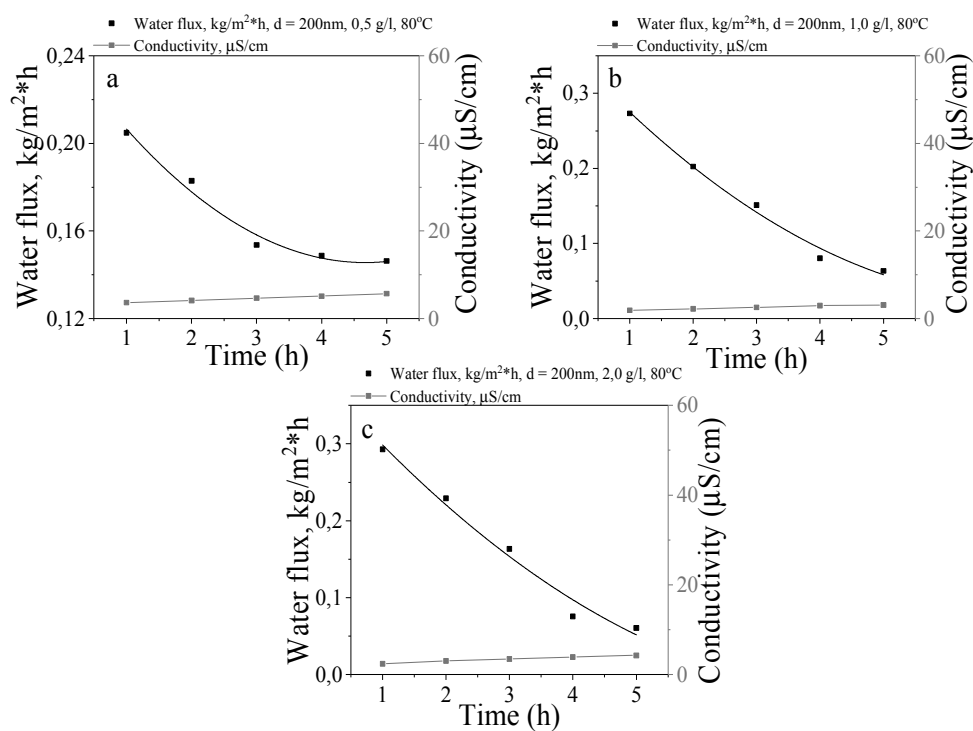 Water flux, kg/m²*h, d = 200nm, 0,5 g/l, 80°C
Conductivity, µS/cm
a
Water flux, kg/m²*h
0,24
0,20
0,16
0,12
60
40
20
0
Conductivity (µS/cm)
1 2 3 4 5
Time (h)
Water flux, kg/m²*h, d = 200nm, 1,0 g/l, 80°C
Conductivity, µS/cm
b
Water flux, kg/m²*h
0,3
0,2
0,1
0,0
60
40
20
0
Conductivity (µS/cm)
1 2 3 4 5
Time (h)
Water flux, kg/m²*h, d = 200nm, 2,0 g/l, 80°C
Conductivity, µS/cm
c
Water flux, kg/m²*h
0,3
0,2
0,1
0,0
60
40
20
0
Conductivity (µS/cm)
1 2 3 4 5
Time (h)